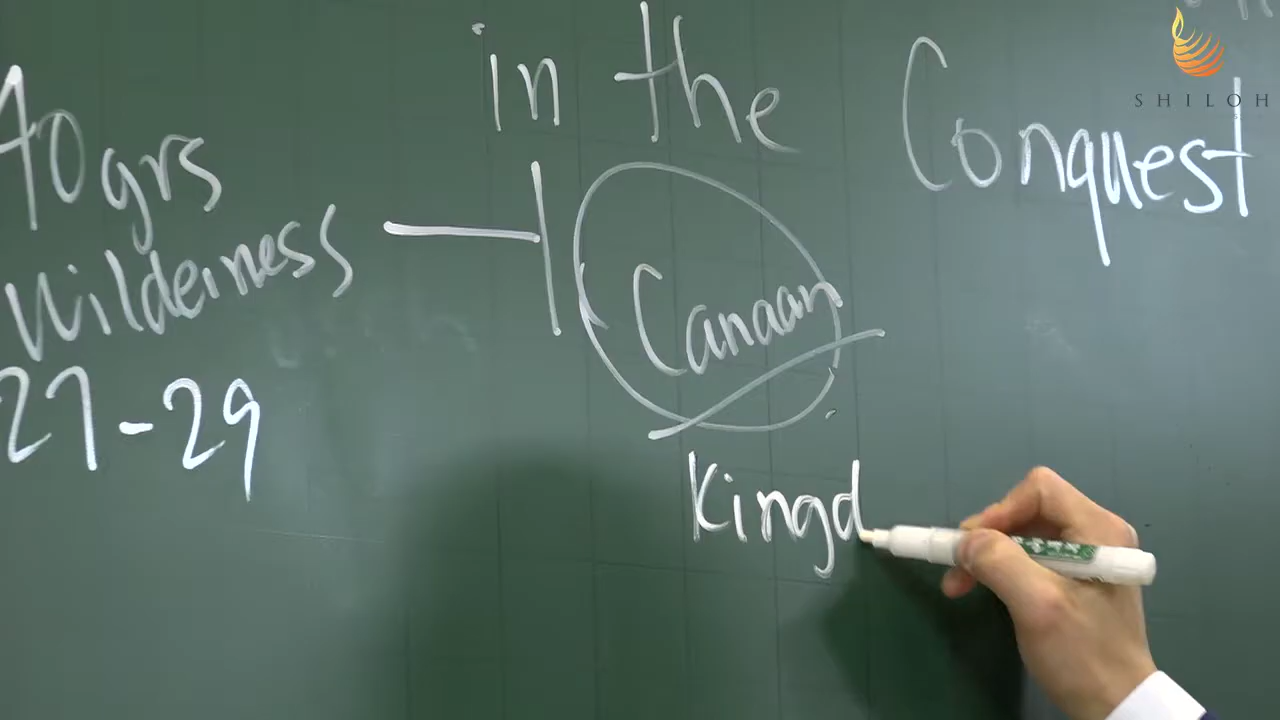 in the
Conquest
40yrs
Wilderness
Canaan
27-29
Kingd
SHILOH